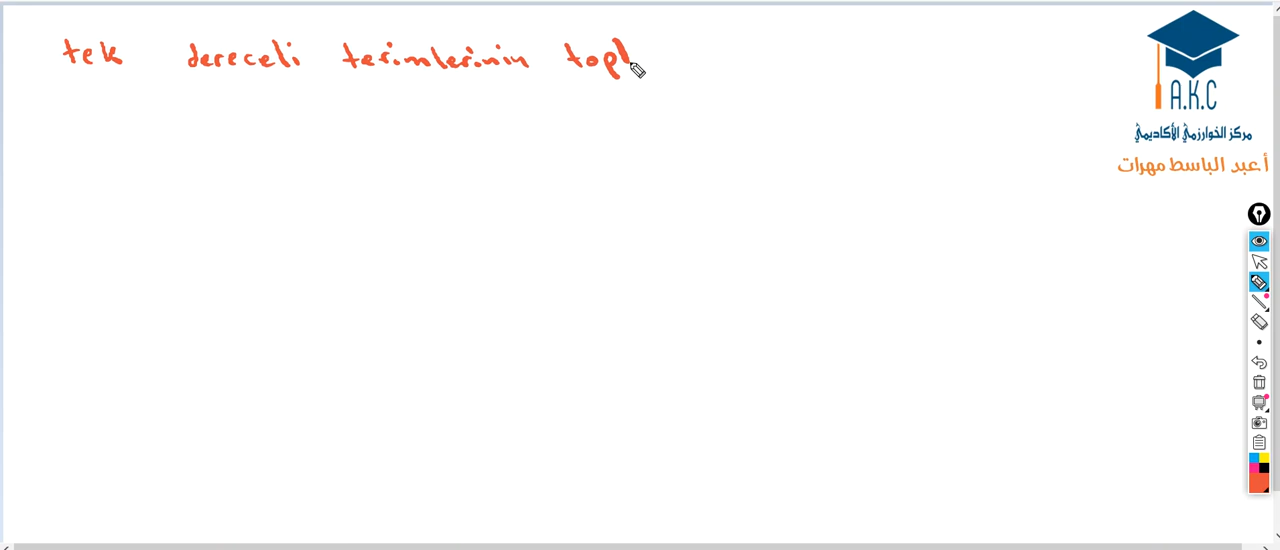 tek dereceli terimlerinin topl
A.K.C
مركز الخوارزمي الأكاديمي
أ عبد الباسط مهرات